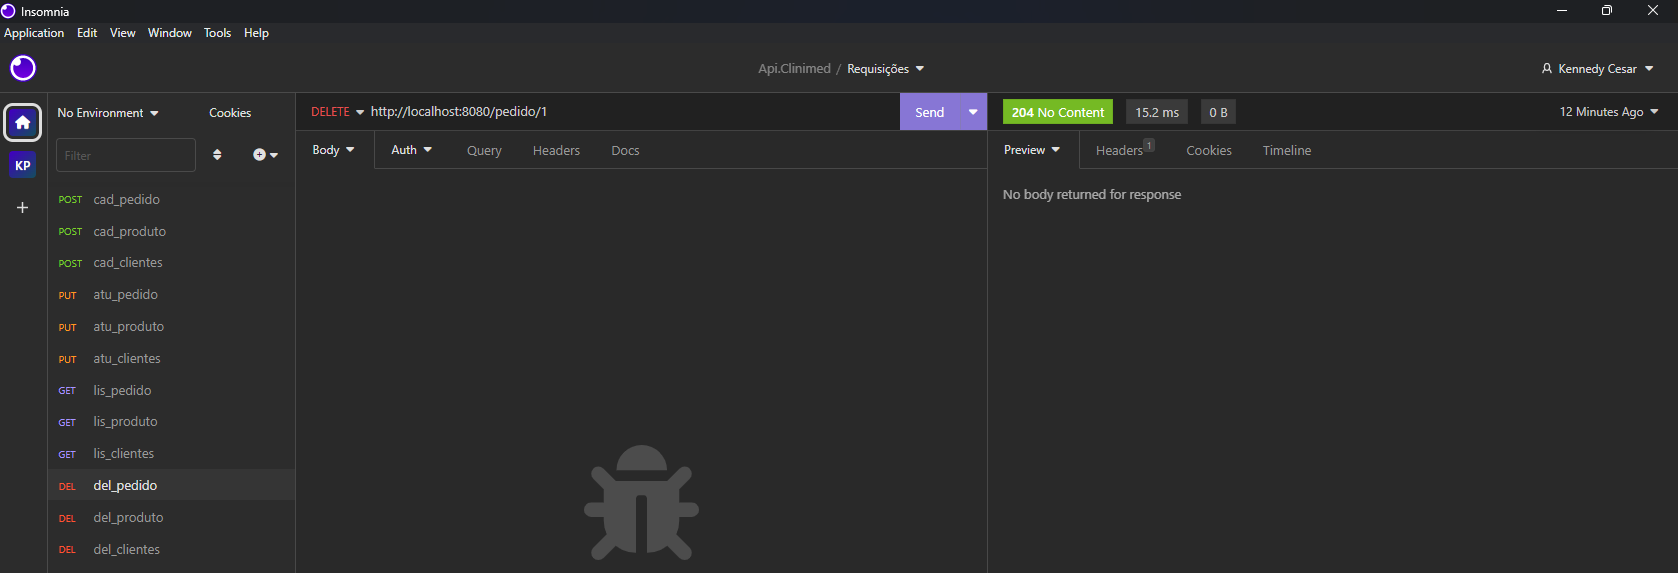 Insomnia
Application Edit View Window Tools Help
Api.Clinimed / Requisições
Kennedy Cesar
No Environment Cookies
DELETE http://localhost:8080/pedido/1 Send
204 No Content 15.2 ms 0 B 12 Minutes Ago
Filter
Body Auth Query Headers Docs
Preview Headers 1 Cookies Timeline
KP
No body returned for response
POST cad_pedido
POST cad_produto
POST cad_clientes
PUT atu_pedido
PUT atu_produto
PUT atu_clientes
GET lis_pedido
GET lis_produto
GET lis_clientes
DEL del_pedido
DEL del_produto
DEL del_clientes